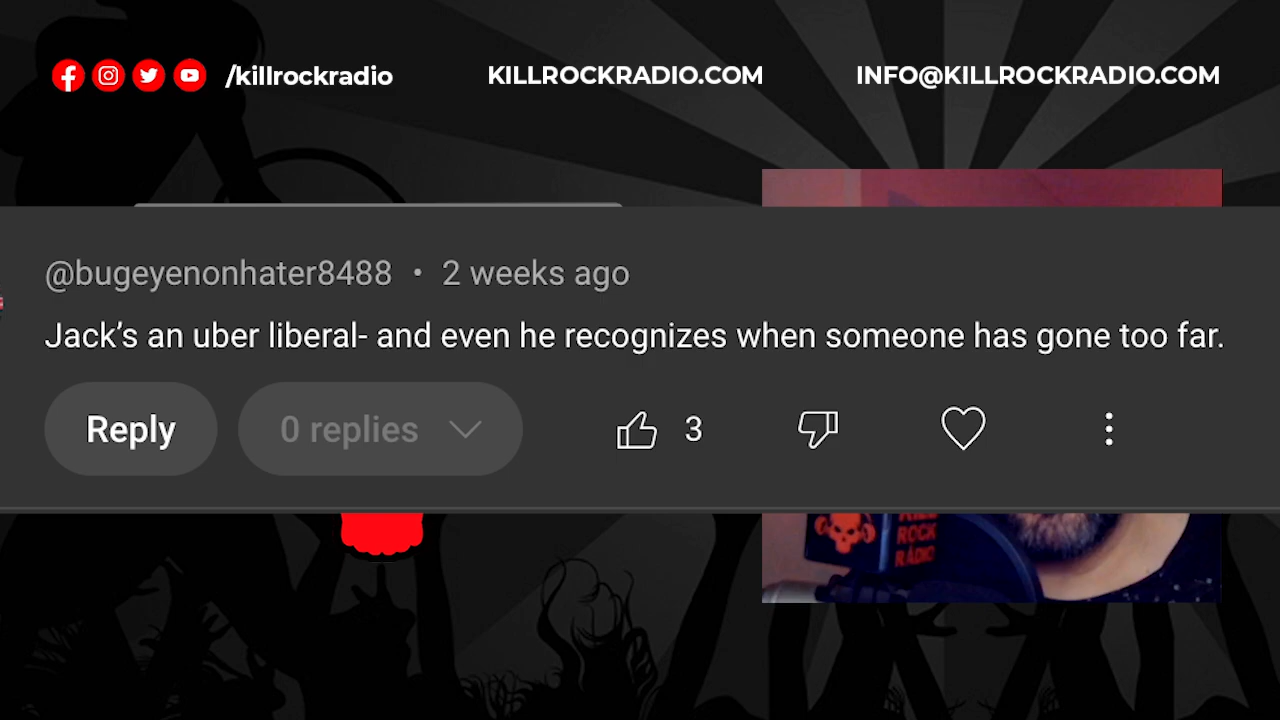 /killrockradio
KILLROCKRADIO.COM
INFO@KILLROCKRADIO.COM
@bugeyenonhater8488 • 2 weeks ago
Jack’s an uber liberal- and even he recognizes when someone has gone too far.
Reply
0 replies
3
ROCK
RADIO